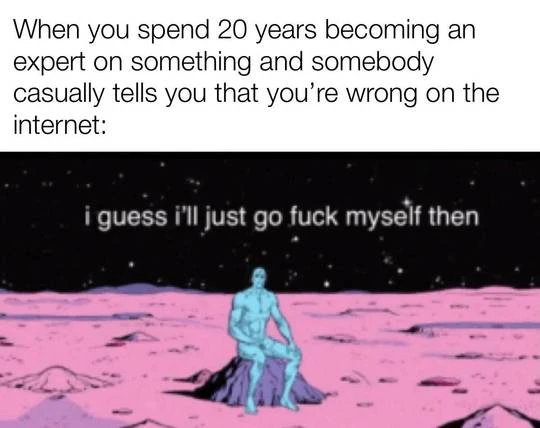 When you spend 20 years becoming an
expert on something and somebody
casually tells you that you’re wrong on the
internet:
i guess i'll just go fuck myself then